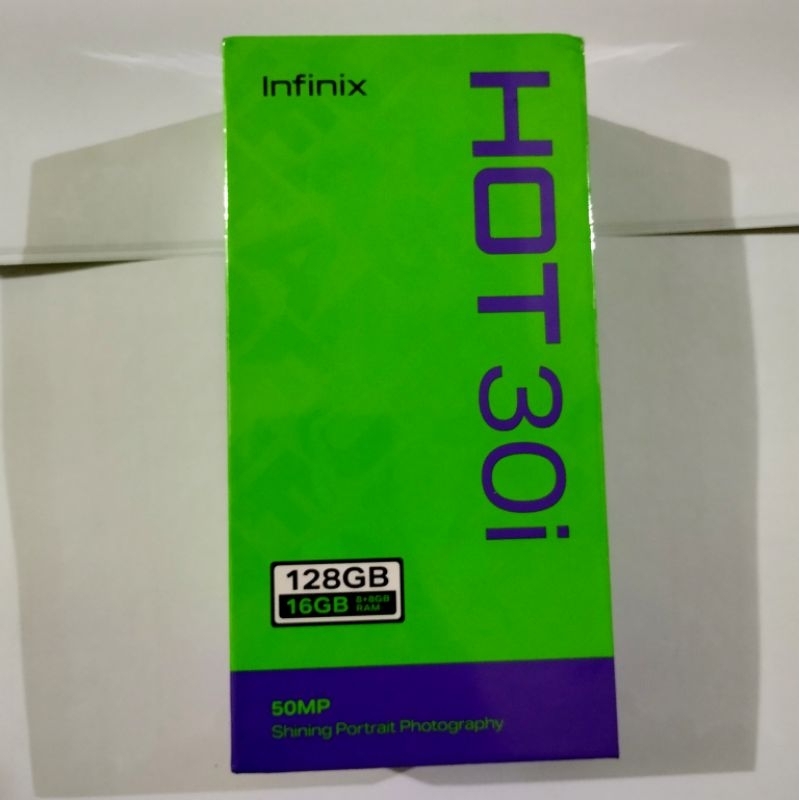 Infinix
HOT 30i
128GB
16GB 8+8GB RAM
50MP
Shining Portrait Photography